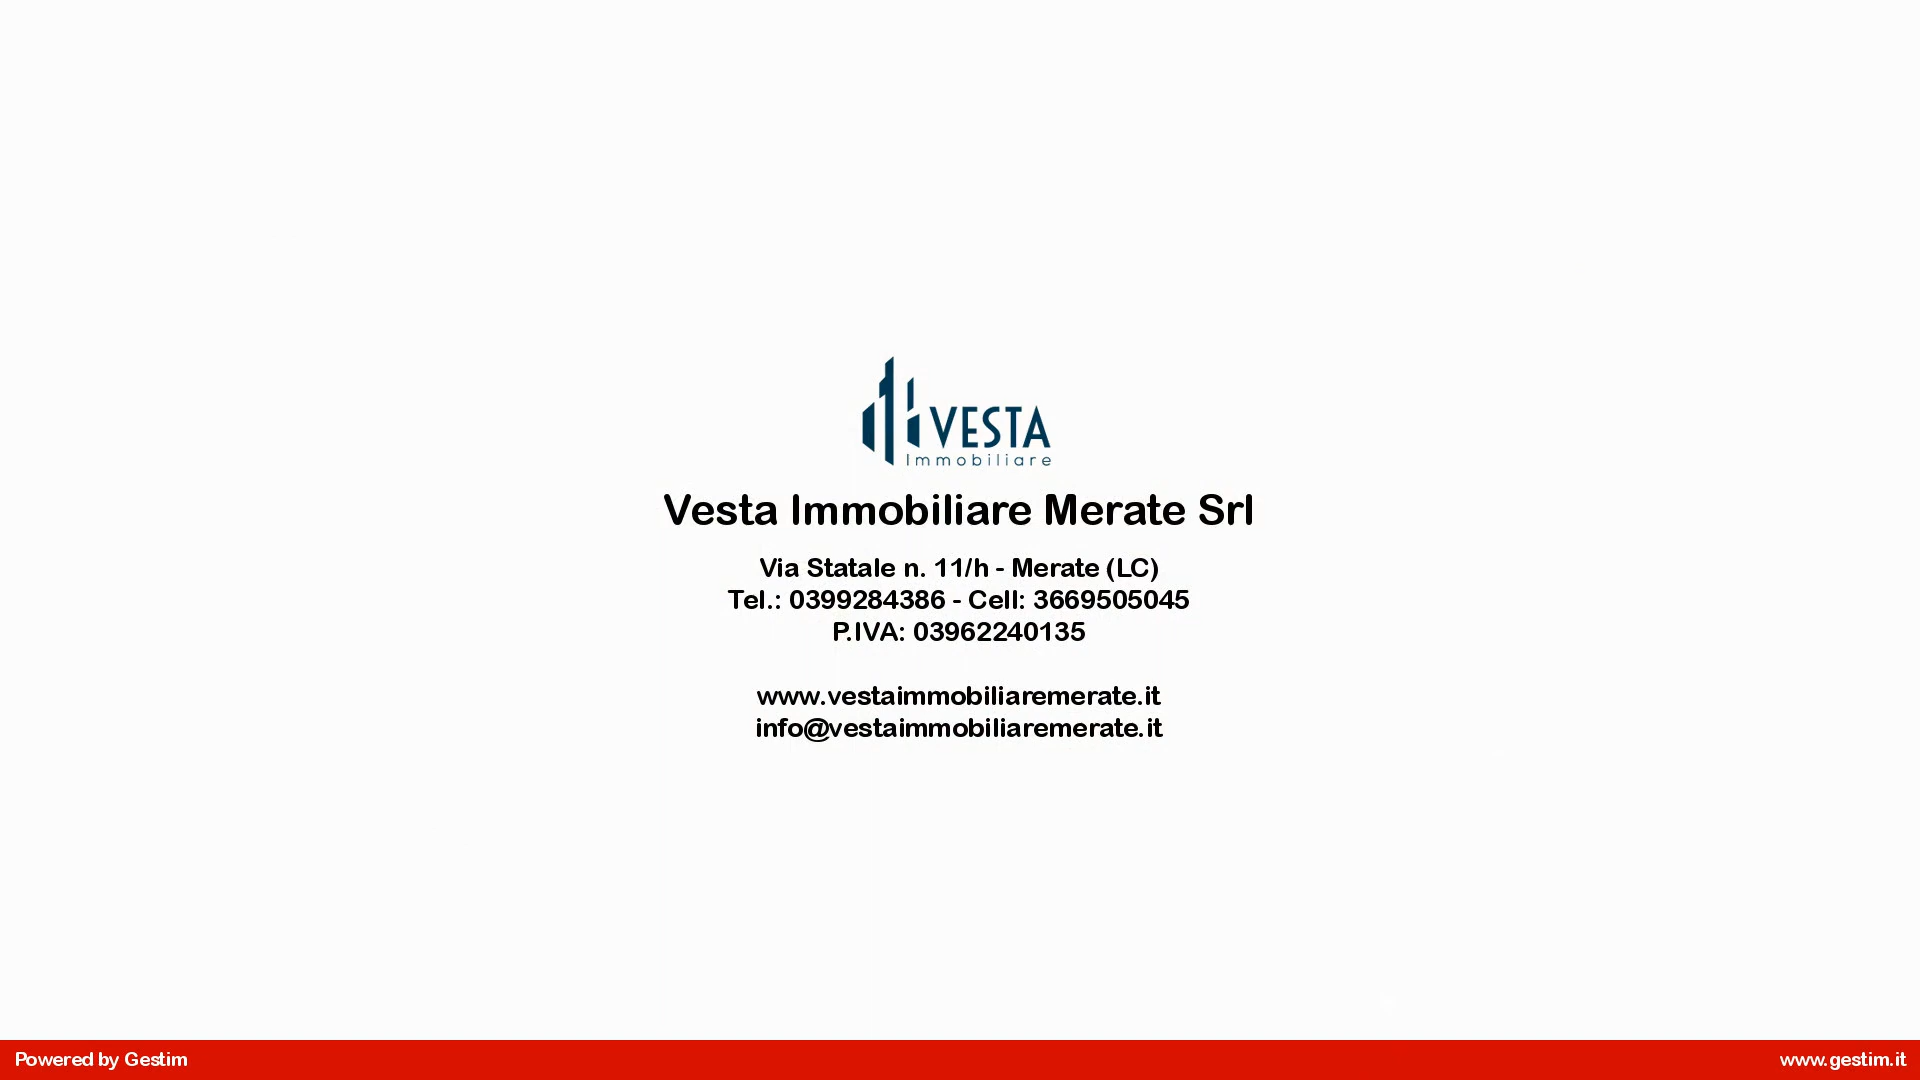 VESTA
Immobiliare
Vesta Immobiliare Merate Srl
Via Statale n. 11/h - Merate (LC)
Tel.: 0399284386 - Cell: 3669505045
P.IVA: 03962240135
www.vestaimmobiliaremerate.it
info@vestaimmobiliaremerate.it
Powered by Gestim
www.gestim.it